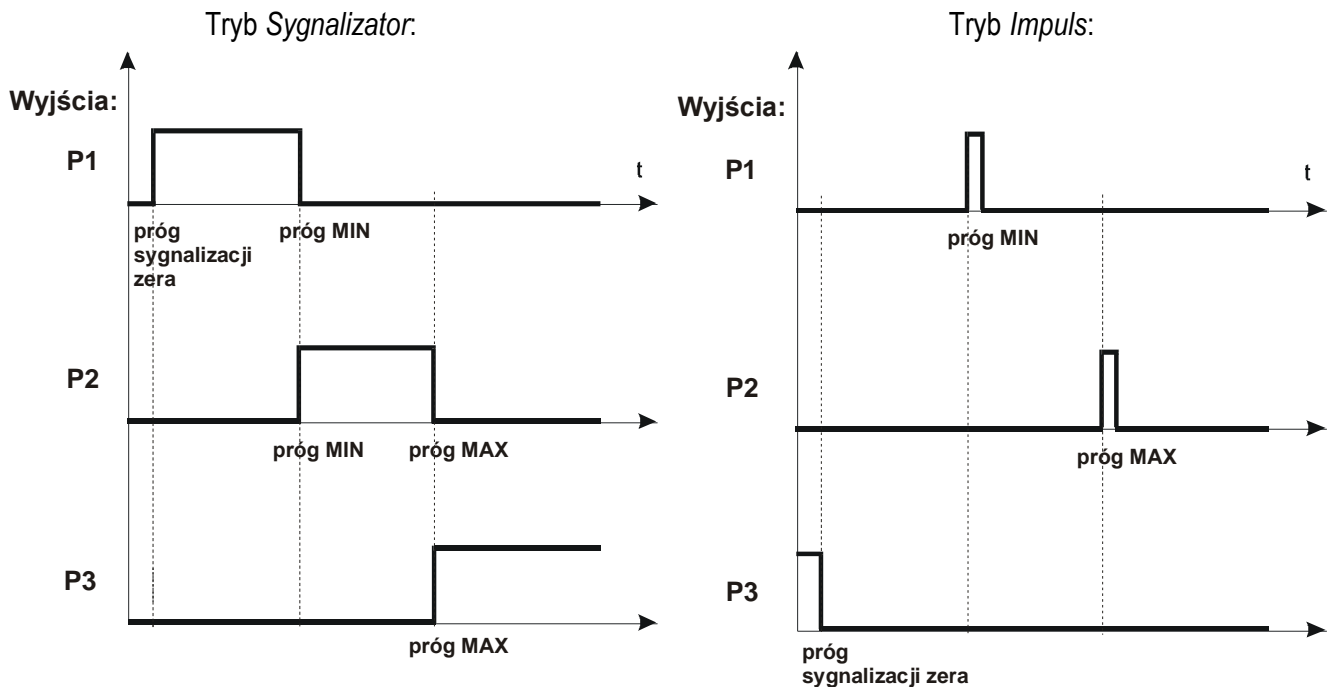 Tryb Sygnalizator:
Wyjścia:
P1
t
próg
sygnalizacji
zera
próg MIN
P2
próg MIN
próg MAX
P3
próg MAX
Tryb Impuls:
Wyjścia:
P1
t
próg MIN
P2
próg MAX
P3
próg
sygnalizacji zera